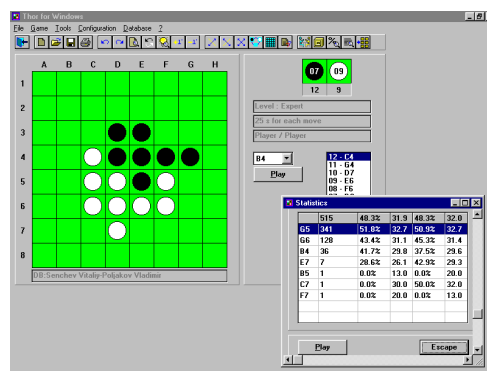 Thor for Windows
File Game Tools Configuration Database ?
A B C D E F G H
1
2
3
4
5
6
7
8
DB:Senchev Vitaliy-Poljakov Vladimir
07 09
12 9
Level : Expert
25 s for each move
Player / Player
B4
Play
12 - C4
11 - G4
10 - D7
09 - E6
08 - F6
Statistics
515 48.3% 31.9 48.3% 32.0
G5 341 51.8% 32.7 50.9% 32.7
G6 128 43.4% 31.1 45.3% 31.4
B4 36 41.7% 29.8 37.5% 29.6
E7 7 28.6% 26.1 42.9% 29.3
B5 1 0.0% 13.0 0.0% 20.0
C7 1 0.0% 30.0 50.0% 32.0
F7 1 0.0% 20.0 0.0% 13.0
Play Escape